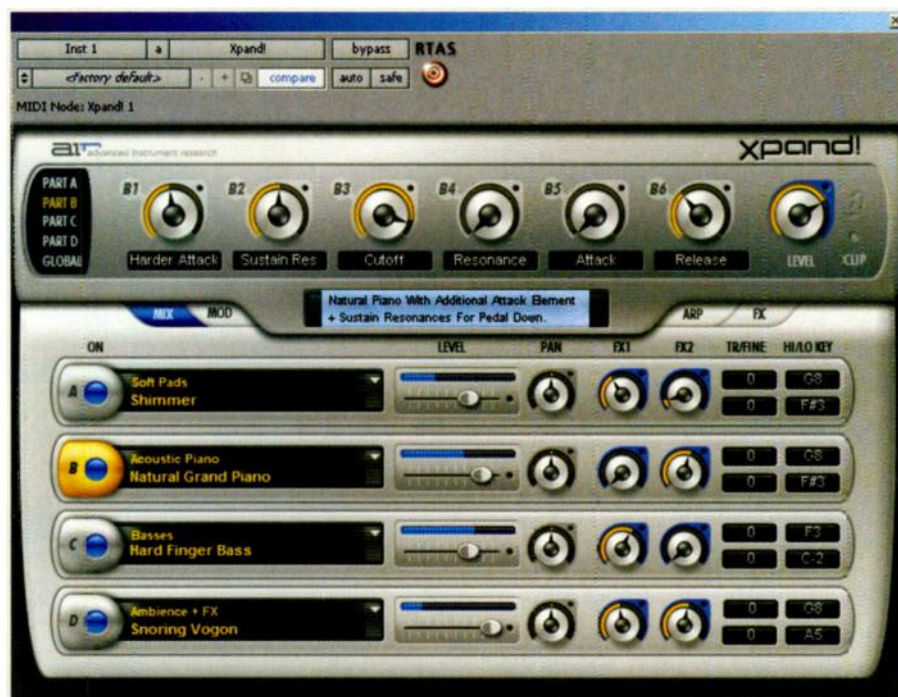 Inst 1 a Xpand! bypass RTAS
<factory default> - + compare auto safe
MIDI Node: Xpand! 1
air advanced instrument research xpand!
PART A
PART B
PART C
PART D
GLOBAL
B1 B2 B3 B4 B5 B6
Harder Attack Sustain Res Cutoff Resonance Attack Release LEVEL CLIP
Natural Piano With Additional Attack Element
+ Sustain Resonances For Pedal Down.
MIX MOD ARP FX
ON LEVEL PAN FX1 FX2 TR/FINE HI/LO KEY
A Soft Pads 0 G8
Shimmer 0 F#3
B Acoustic Piano 0 G8
Natural Grand Piano 0 F#3
C Basses 0 F3
Hard Finger Bass 0 C-2
D Ambience + FX 0 G8
Snoring Vogon 0 A5